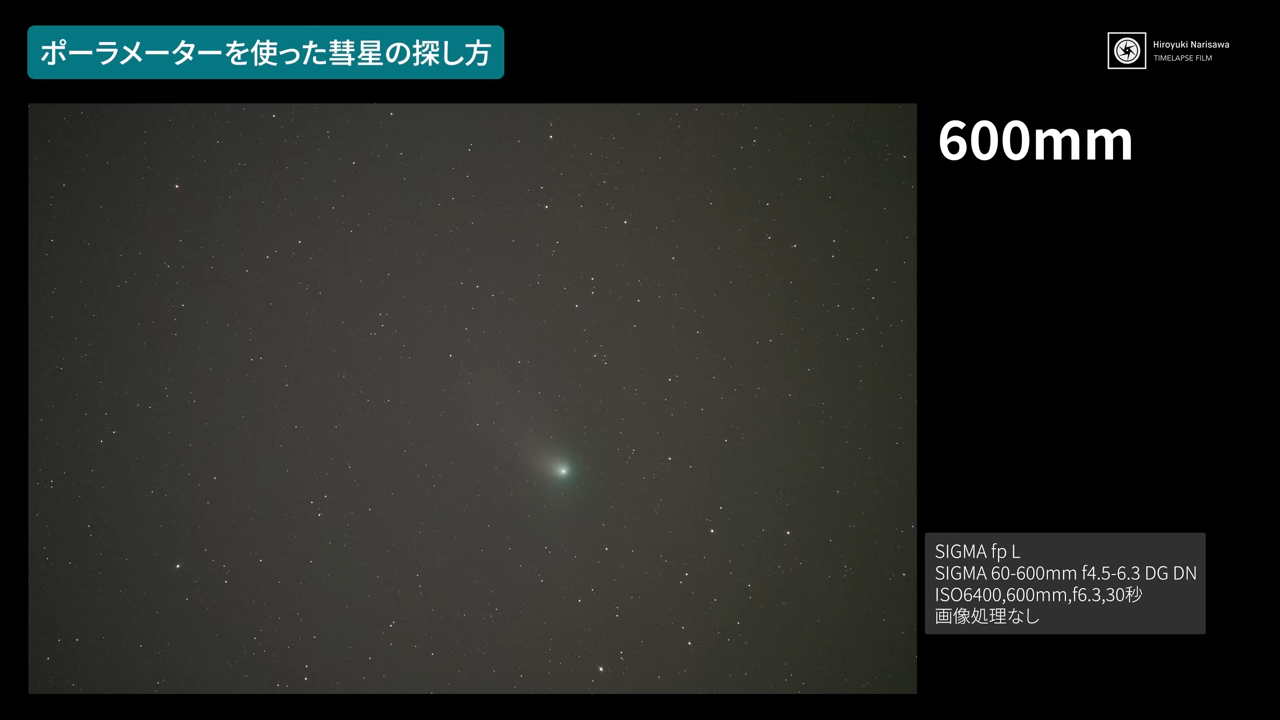 ポーラメーターを使った彗星の探し方
Hiroyuki Narisawa
TIMELAPSE FILM
600mm
SIGMA fp L
SIGMA 60-600mm f4.5-6.3 DG DN
ISO6400,600mm,f6.3,30秒
画像処理なし